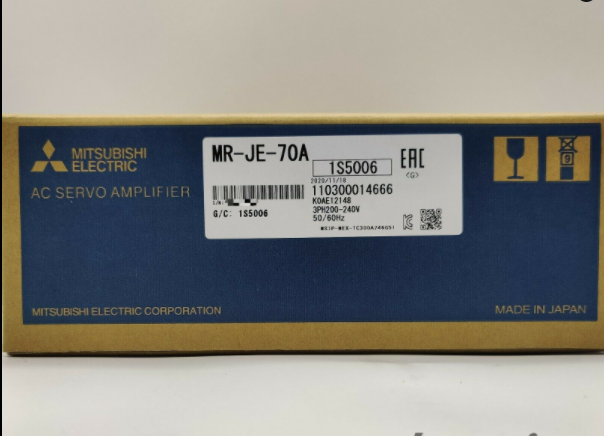 MITSUBISHI
ELECTRIC
AC SERVO AMPLIFIER
MR-JE-70A
1S5006
EAC
<G>
2020/11/10
110300014666
K0AE12148
3PH200-240V
50/60Hz
G/C: 1S5006
MITSUBISHI ELECTRIC CORPORATION
MADE IN JAPAN